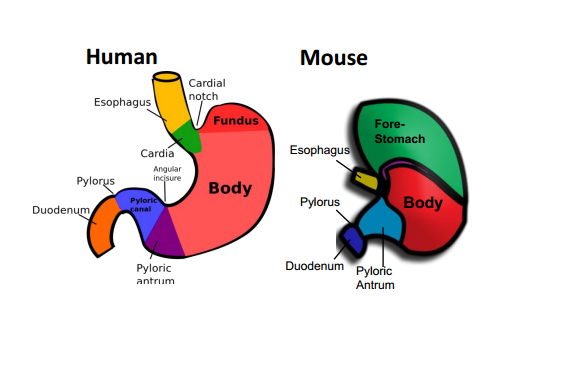 Human
Mouse
Cardial
notch
Esophagus
Fundus
Cardia
Angular
incisure
Pylorus
Body
Pyloric
canal
Duodenum
Pyloric
antrum
Fore-
Stomach
Esophagus
Pylorus
Body
Duodenum
Pyloric
Antrum